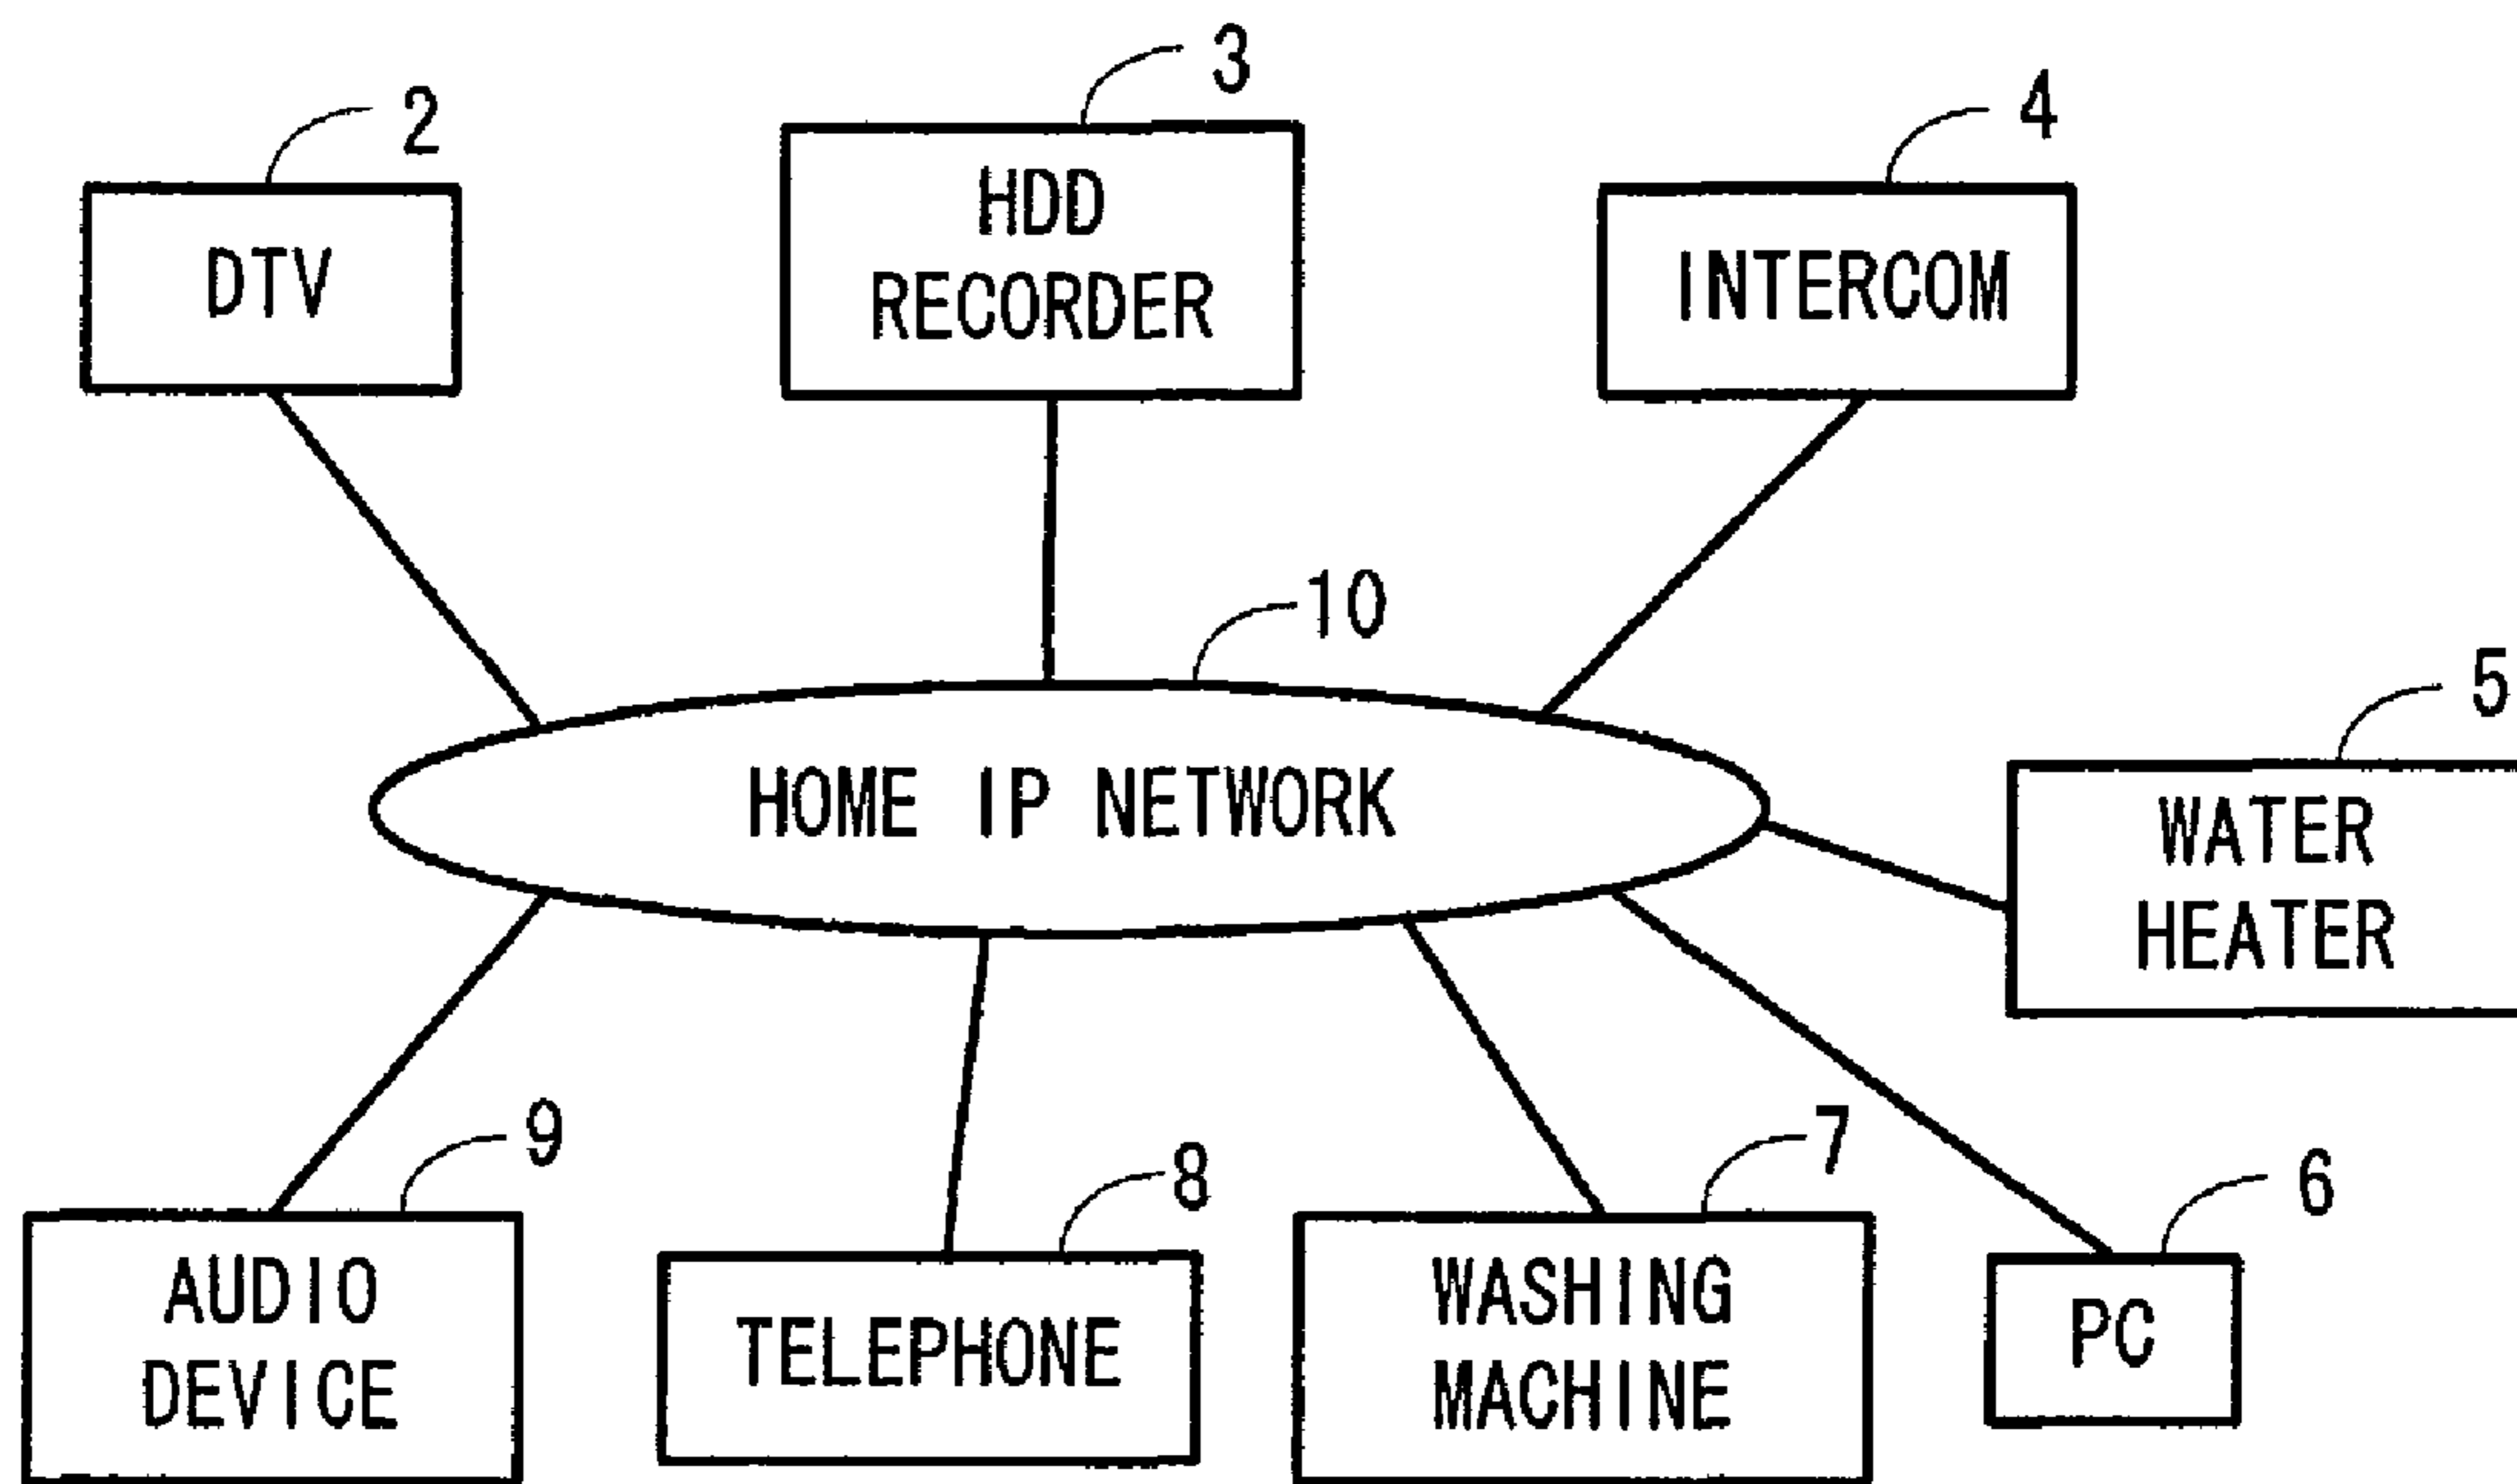 2
DTV
3
HDD
RECORDER
4
INTERCOM
10
HOME IP NETWORK
5
WATER
HEATER
9
AUDIO
DEVICE
8
TELEPHONE
7
WASHING
MACHINE
6
PC